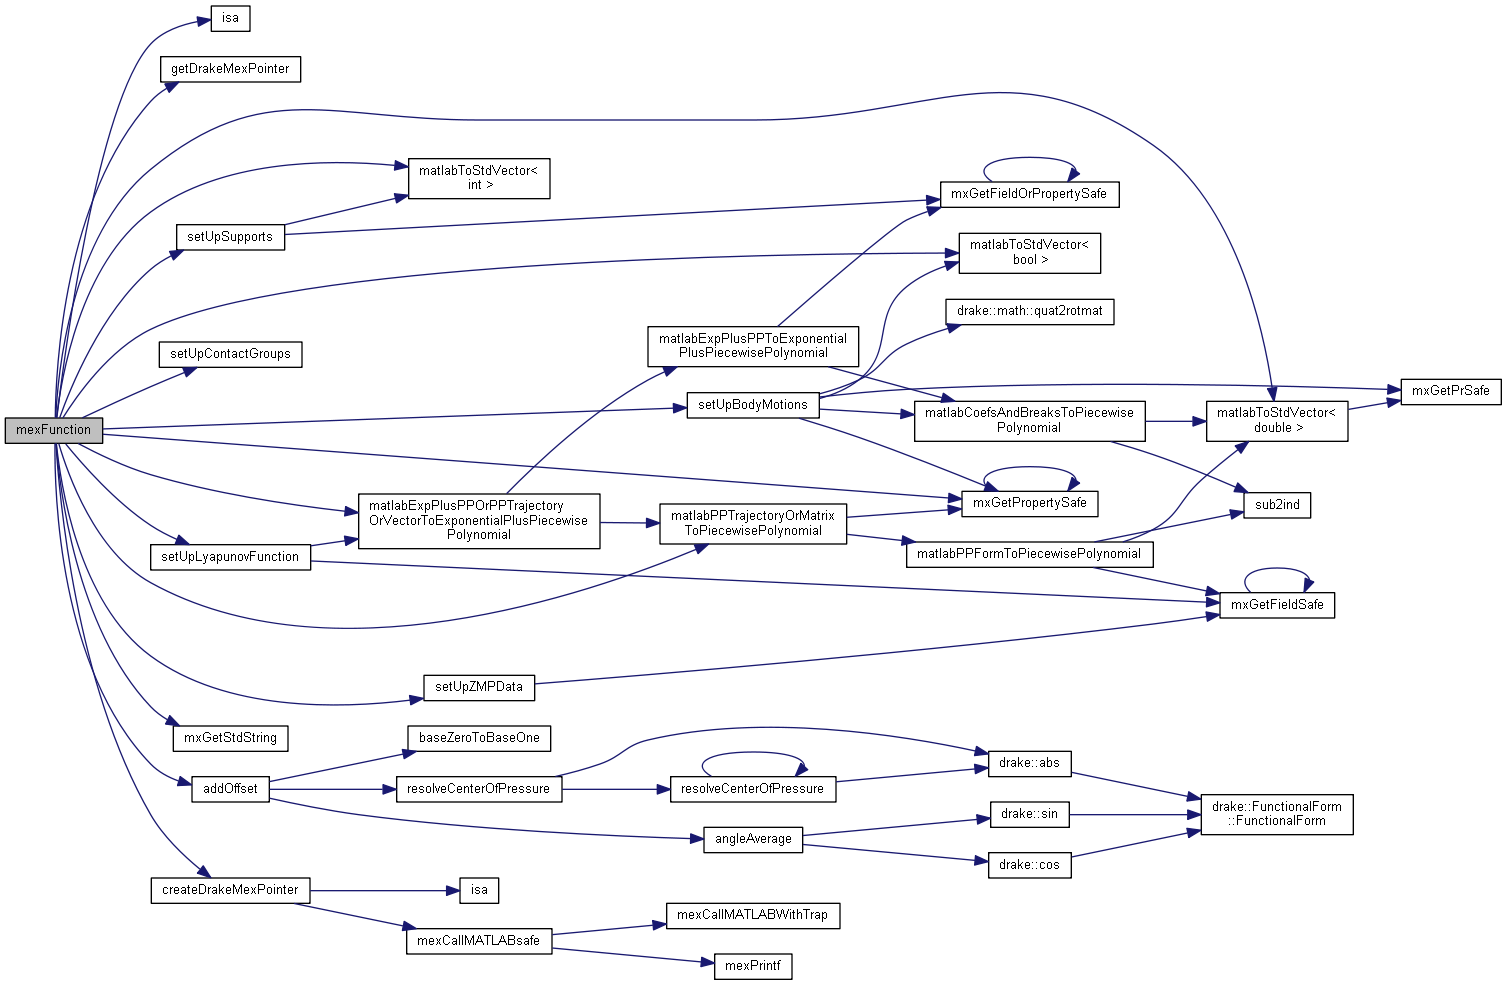 isa
getDrakeMexPointer
matlabToStdVector<
int >
setUpSupports
mxGetFieldOrPropertySafe
matlabToStdVector<
bool >
drake::math::quat2rotmat
matlabExpPlusPPToExponential
PlusPiecewisePolynomial
setUpContactGroups
setUpBodyMotions
mxGetPrSafe
matlabCoefsAndBreaksToPiecewise
Polynomial
matlabToStdVector<
double >
mexFunction
mxGetPropertySafe
sub2ind
matlabExpPlusPPOrPPTrajectory
OrVectorToExponentialPlusPiecewise
Polynomial
matlabPPTrajectoryOrMatrix
ToPiecewisePolynomial
setUpLyapunovFunction
matlabPPFormToPiecewisePolynomial
mxGetFieldSafe
setUpZMPData
mxGetStdString
baseZeroToBaseOne
drake::abs
addOffset
resolveCenterOfPressure
resolveCenterOfPressure
drake::sin
drake::FunctionalForm
::FunctionalForm
angleAverage
drake::cos
createDrakeMexPointer
isa
mexCallMATLABWithTrap
mexCallMATLABsafe
mexPrintf